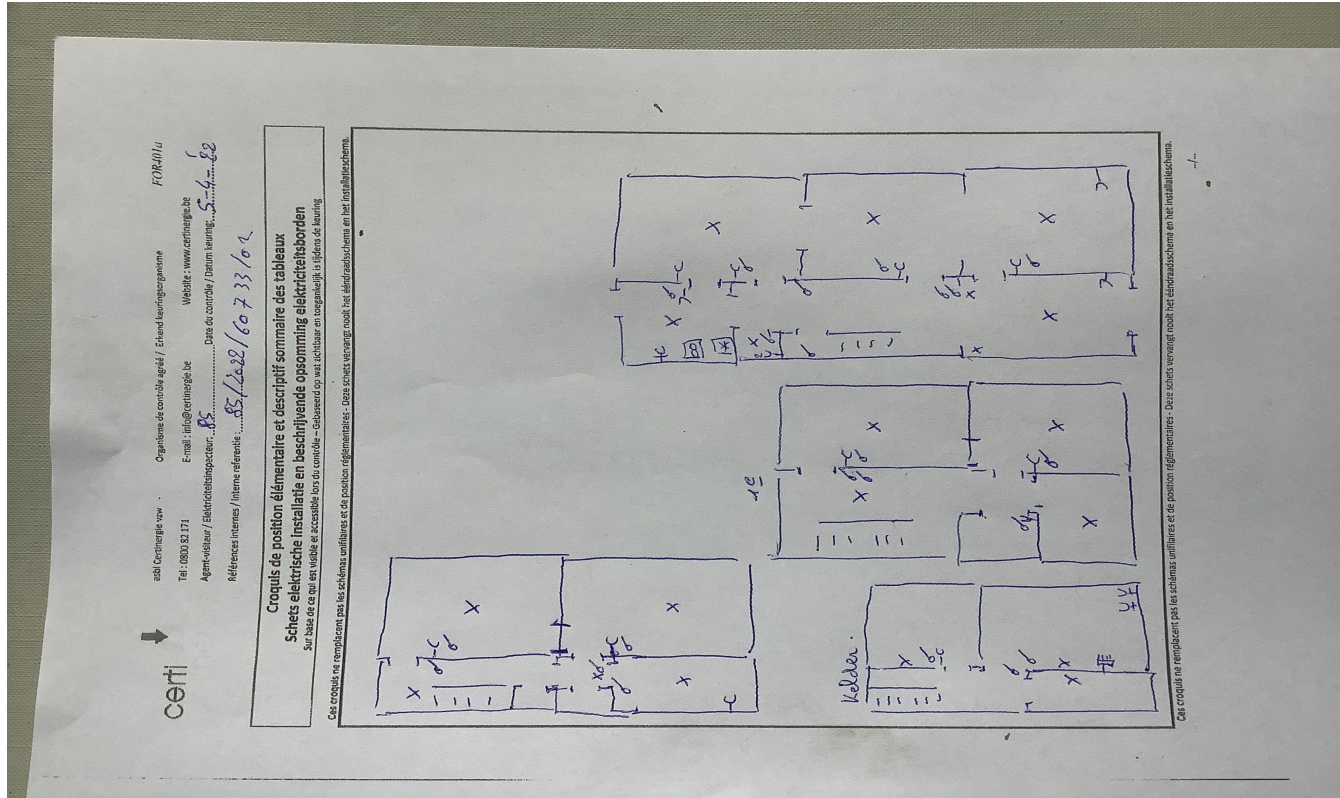 certi
asbl Certinergie vzw - Organisme de contrôle agréé / Erkend keuringsorganisme FOR401a
Tel : 0800 82 171 E-mail : info@certinergie.be Website : www.certinergie.be
Agent-visiteur / Elektriciteitsinspecteur: 85 Date du contrôle / Datum keuring: 5-4-22
Références internes / Interne referentie : 85/2022/60733/01
Croquis de position élémentaire et descriptif sommaire des tableaux
Schets elektrische installatie en beschrijvende opsomming elektriciteitsborden
Sur base de ce qui est visible et accessible lors du contrôle – Gebaseerd op wat zichtbaar en toegankelijk is tijdens de keuring
Ces croquis ne remplacent pas les schémas unifilaires et de position réglementaires - Deze schets vervangt nooit het ééndraadsschema en het installatieschema.
1e
Kelder.
Ces croquis ne remplacent pas les schémas unifilaires et de position réglementaires - Deze schets vervangt nooit het ééndraadsschema en het installatieschema.
-/-